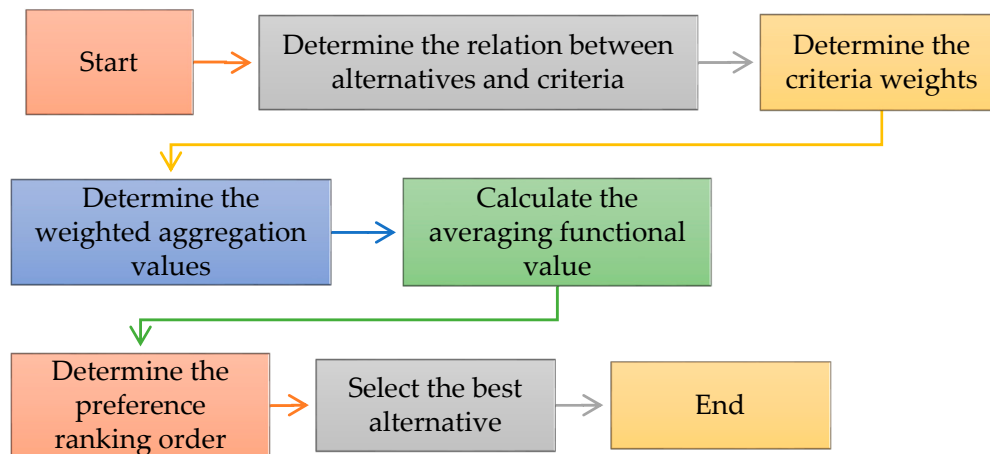 Start
Determine the relation between
alternatives and criteria
Determine the
criteria weights
Determine the
weighted aggregation
values
Calculate the
averaging functional
value
Determine the
preference
ranking order
Select the best
alternative
End